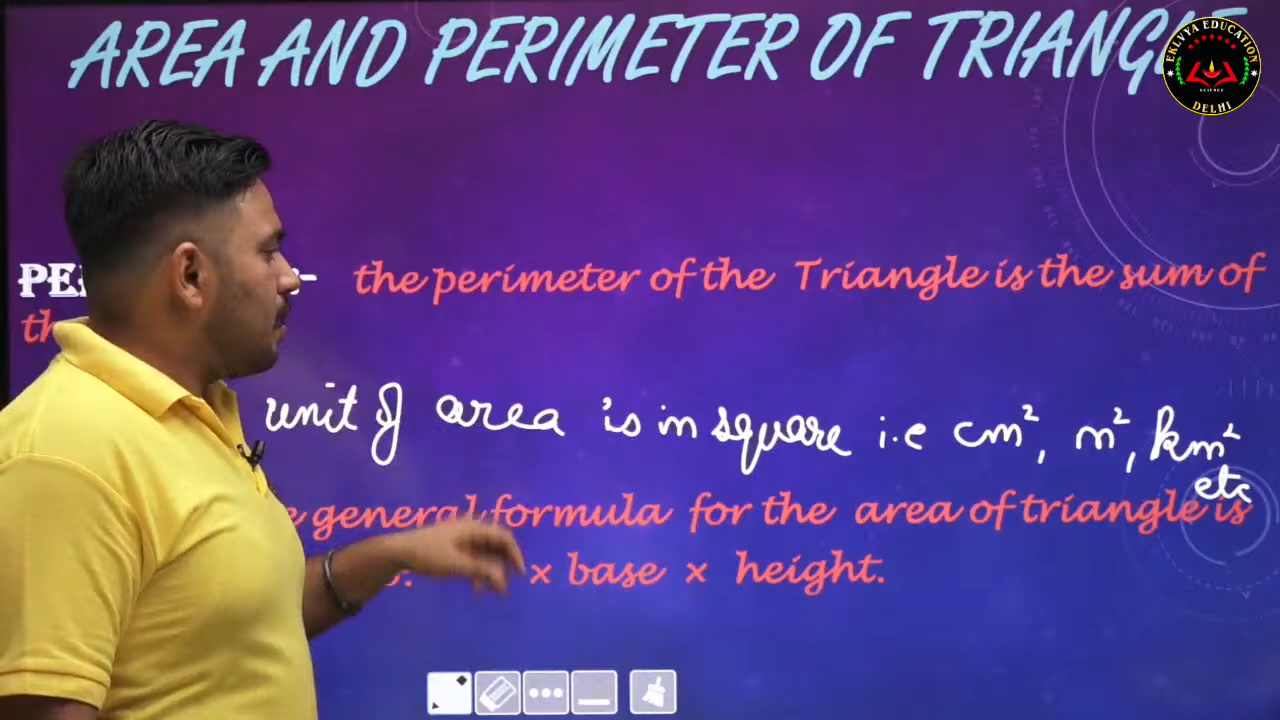 AREA AND PERIMETER OF TRIANGLE
EKLVYA EDUCATION
SCIENCE
DELHI
the perimeter of the Triangle is the sum of
unit of area is in square i.e cm², m², km²
etc
general formula for the area of triangle is
x base x height.